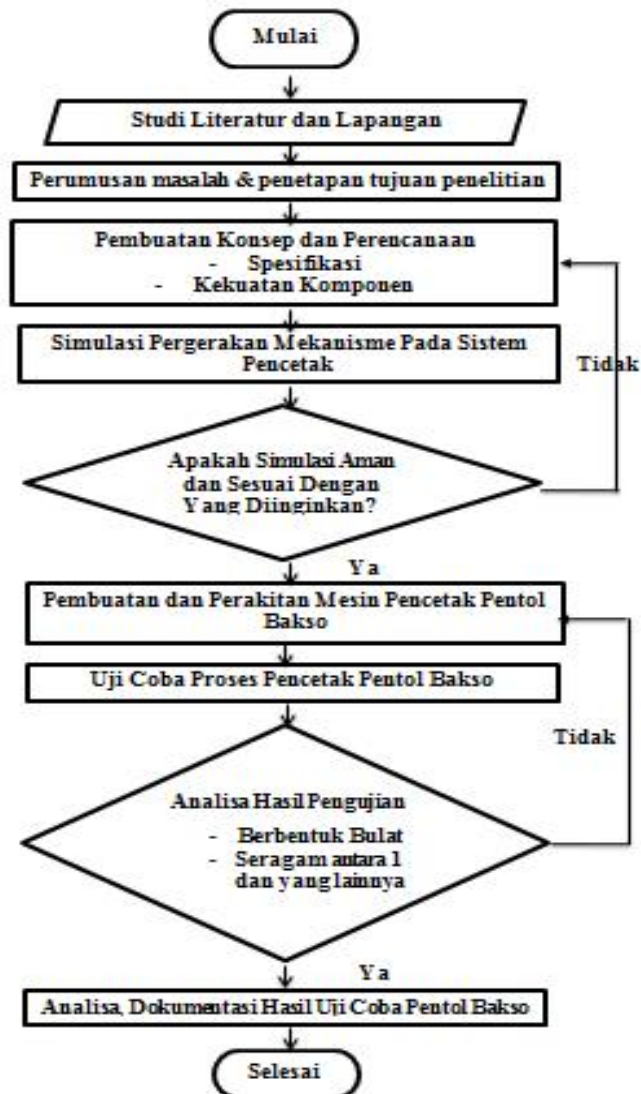 Mulai
Studi Literatur dan Lapangan
Perumusan masalah & penetapan tujuan penelitian
Pembuatan Konsep dan Perencanaan
- Spesifikasi
- Kekuatan Komponen
Simulasi Pergerakan Mekanisme Pada Sistem
Pencetak
Tidak
Apakah Simulasi Aman
dan Sesuai Dengan
Yang Diinginkan?
Ya
Pembuatan dan Perakitan Mesin Pencetak Pentol
Bakso
Uji Coba Proses Pencetak Pentol Bakso
Tidak
Analisa Hasil Pengujian
- Berbentuk Bulat
- Seragam antara 1
dan yang lainnya
Ya
Analisa, Dokumentasi Hasil Uji Coba Pentol Bakso
Selesai